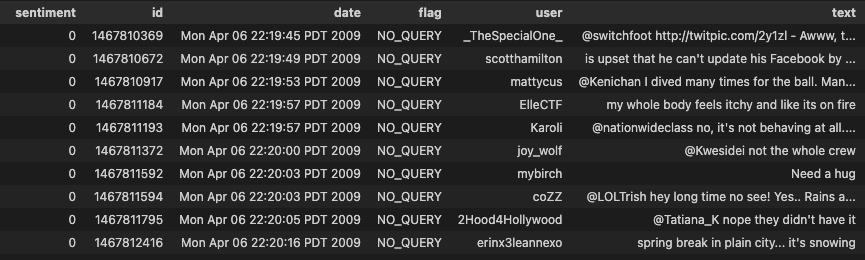 sentiment id date flag user text
0 1467810369 Mon Apr 06 22:19:45 PDT 2009 NO_QUERY _TheSpecialOne_ @switchfoot http://twitpic.com/2y1zl - Awww, t...
0 1467810672 Mon Apr 06 22:19:49 PDT 2009 NO_QUERY scotthamilton is upset that he can't update his Facebook by ...
0 1467810917 Mon Apr 06 22:19:53 PDT 2009 NO_QUERY mattycus @Kenichan I dived many times for the ball. Man...
0 1467811184 Mon Apr 06 22:19:57 PDT 2009 NO_QUERY ElleCTF my whole body feels itchy and like its on fire
0 1467811193 Mon Apr 06 22:19:57 PDT 2009 NO_QUERY Karoli @nationwideclass no, it's not behaving at all....
0 1467811372 Mon Apr 06 22:20:00 PDT 2009 NO_QUERY joy_wolf @Kwesidei not the whole crew
0 1467811592 Mon Apr 06 22:20:03 PDT 2009 NO_QUERY mybirch Need a hug
0 1467811594 Mon Apr 06 22:20:03 PDT 2009 NO_QUERY coZZ @LOLTrish hey long time no see! Yes.. Rains a...
0 1467811795 Mon Apr 06 22:20:05 PDT 2009 NO_QUERY 2Hood4Hollywood @Tatiana_K nope they didn't have it
0 1467812416 Mon Apr 06 22:20:16 PDT 2009 NO_QUERY erinx3leannexo spring break in plain city... it's snowing